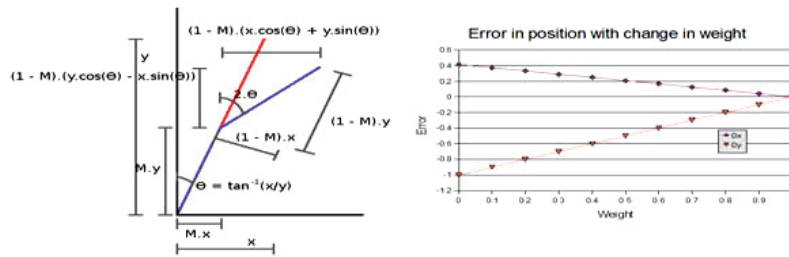 (1 - M).(x.cos(Θ) + y.sin(Θ))
y
(1 - M).(y.cos(Θ) - x.sin(Θ))
2.Θ
(1 - M).y
(1 - M).x
M.y
Θ = tan⁻¹(x/y)
M.x
x
Error in position with change in weight
0.6
0.4
0.2
0
-0.2
-0.4
-0.6
-0.8
-1
-1.2
Error
Dx
Dy
0 0.1 0.2 0.3 0.4 0.5 0.6 0.7 0.8 0.9
Weight